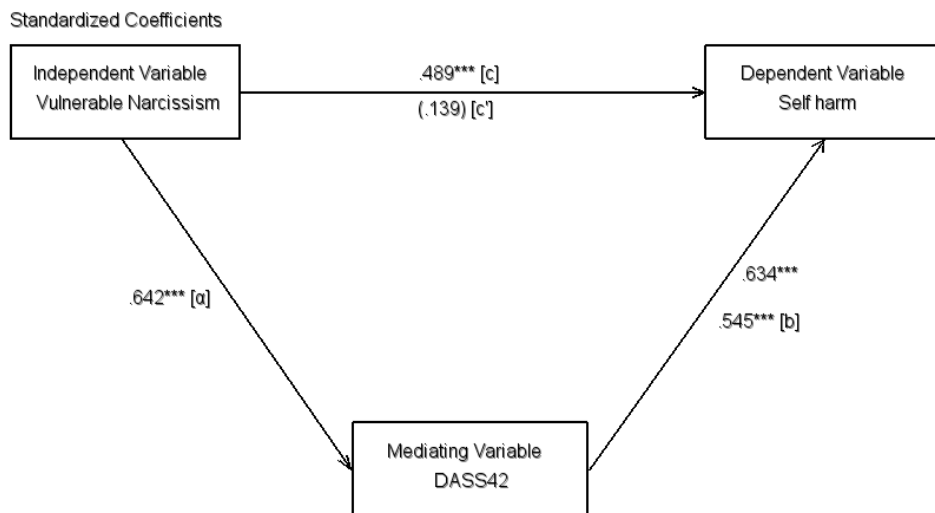 Standardized Coefficients
Independent Variable
Vulnerable Narcissism
.489*** [c]
(.139) [c']
Dependent Variable
Self harm
.642*** [α]
.634***
.545*** [b]
Mediating Variable
DASS42